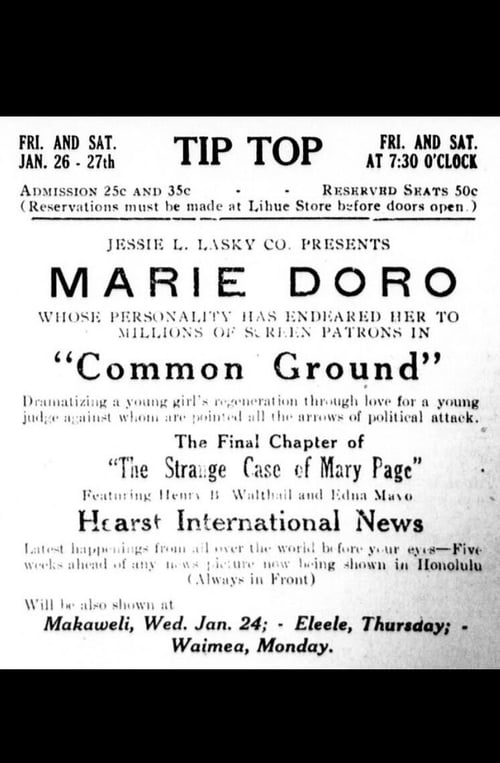 FRI. AND SAT.
JAN. 26 - 27th
TIP TOP
FRI. AND SAT.
AT 7:30 O'CLOCK
ADMISSION 25c AND 35c - - RESERVED SEATS 50c
(Reservations must be made at Lihue Store before doors open.)
JESSIE L. LASKY CO. PRESENTS
MARIE DORO
WHOSE PERSONALITY HAS ENDEARED HER TO
MILLIONS OF SCREEN PATRONS IN
"Common Ground"
Dramatizing a young girl's regeneration through love for a young
judge against whom are pointed all the arrows of political attack.
The Final Chapter of
"The Strange Case of Mary Page"
Featuring Henry B Walthall and Edna Mayo
Hearst International News
Latest happenings from all over the world before your eyes—Five
weeks ahead of any news picture now being shown in Honolulu
(Always in Front)
Will be also shown at
Makaweli, Wed. Jan. 24; - Eleele, Thursday; -
Waimea, Monday.